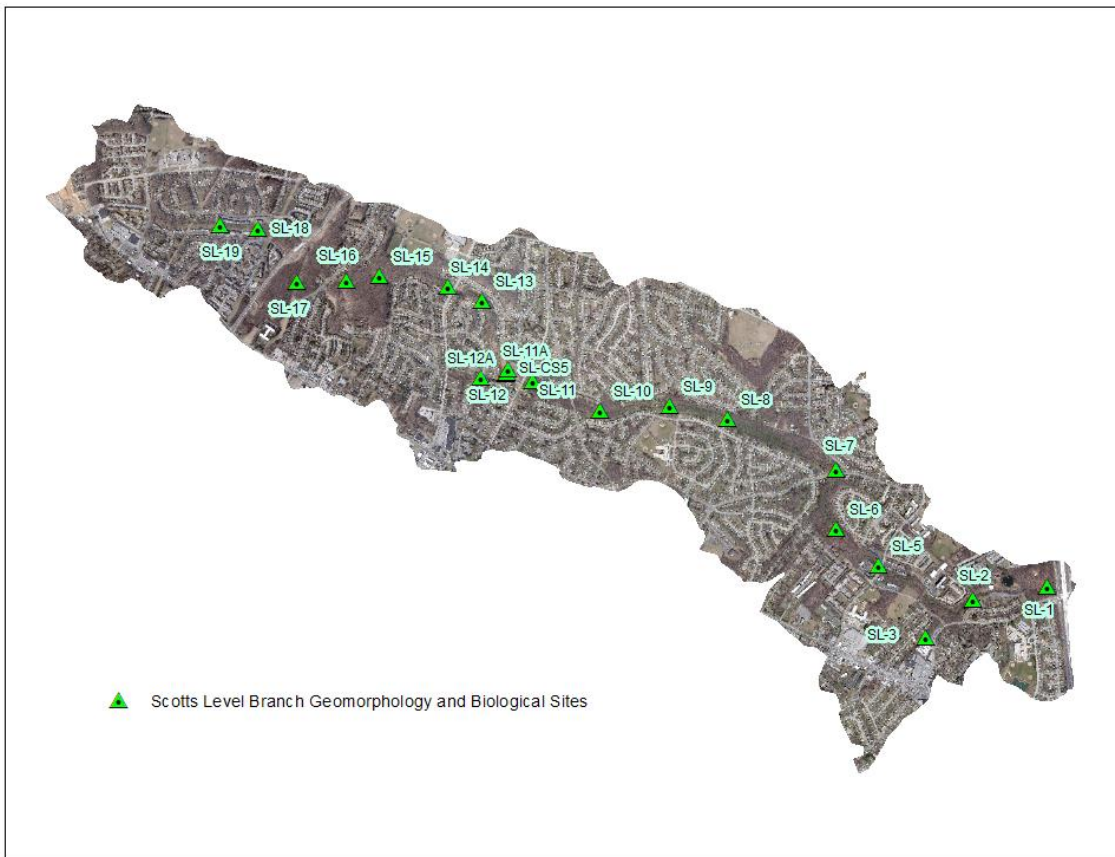 SL-18
SL-19
SL-16
SL-15
SL-14
SL-13
SL-17
SL-11A
SL-12A
SL-CS5
SL-11
SL-12
SL-10
SL-9
SL-8
SL-7
SL-6
SL-5
SL-2
SL-1
SL-3
Scotts Level Branch Geomorphology and Biological Sites